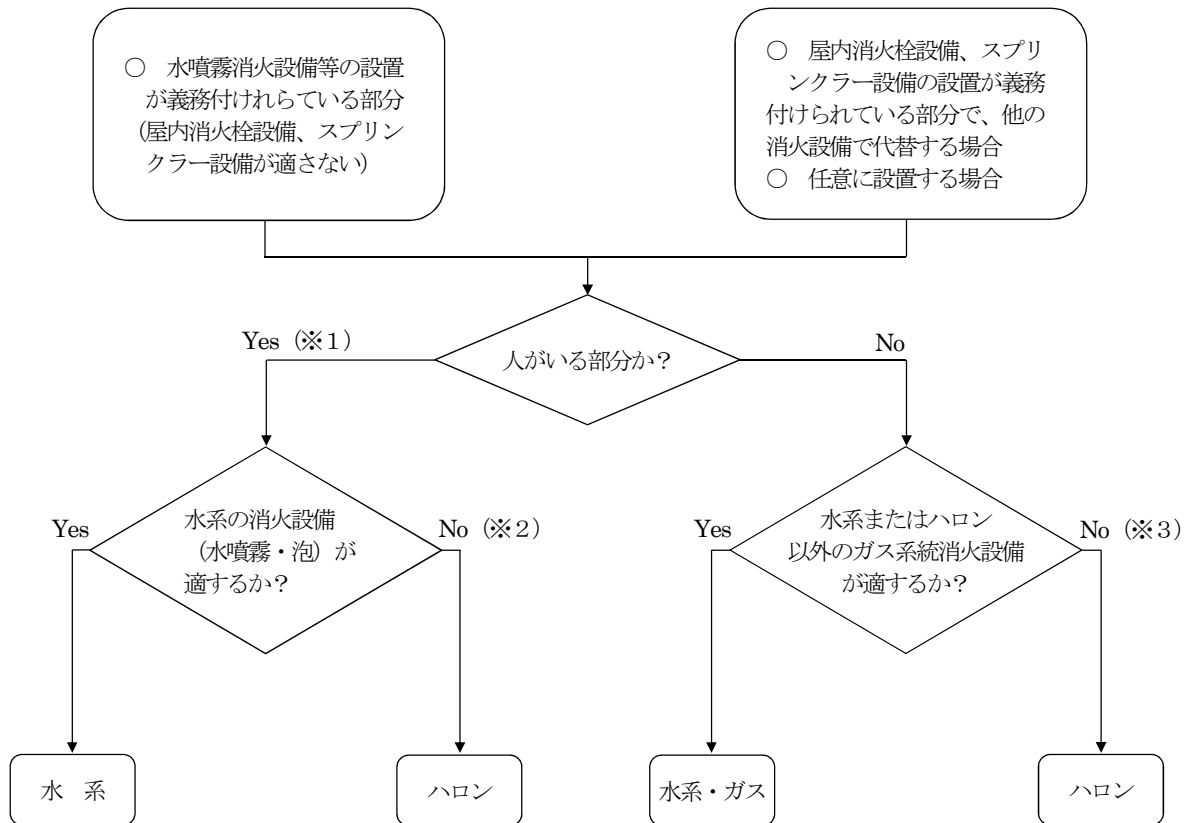 ○　水噴霧消火設備等の設置
が義務付けれらている部分
(屋内消火栓設備、スプリン
クラー設備が適さない)
○　屋内消火栓設備、スプリ
ンクラー設備の設置が義務
付けられている部分で、他の
消火設備で代替する場合
○　任意に設置する場合
Yes（※１）
人がいる部分か？
No
Yes
水系の消火設備
（水噴霧・泡）が
適するか？
No（※２）
Yes
水系またはハロン
以外のガス系統消火設備
が適するか？
No（※３）
水　系
ハロン
水系・ガス
ハロン